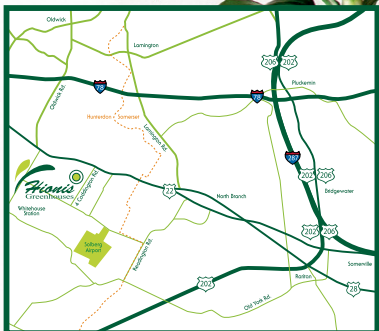 Oldwick
Lamington
206
202
Oldwick Rd.
78
78
Pluckemin
Hunterdon
Somerset
Lamington Rd.
287
Hionis
Greenhouses
4 Coddington Rd.
22
202
206
Whitehouse
Station
North Branch
Bridgewater
Solberg
Airport
Readington Rd.
202
206
Somerville
202
Raritan
28
Old York Rd.